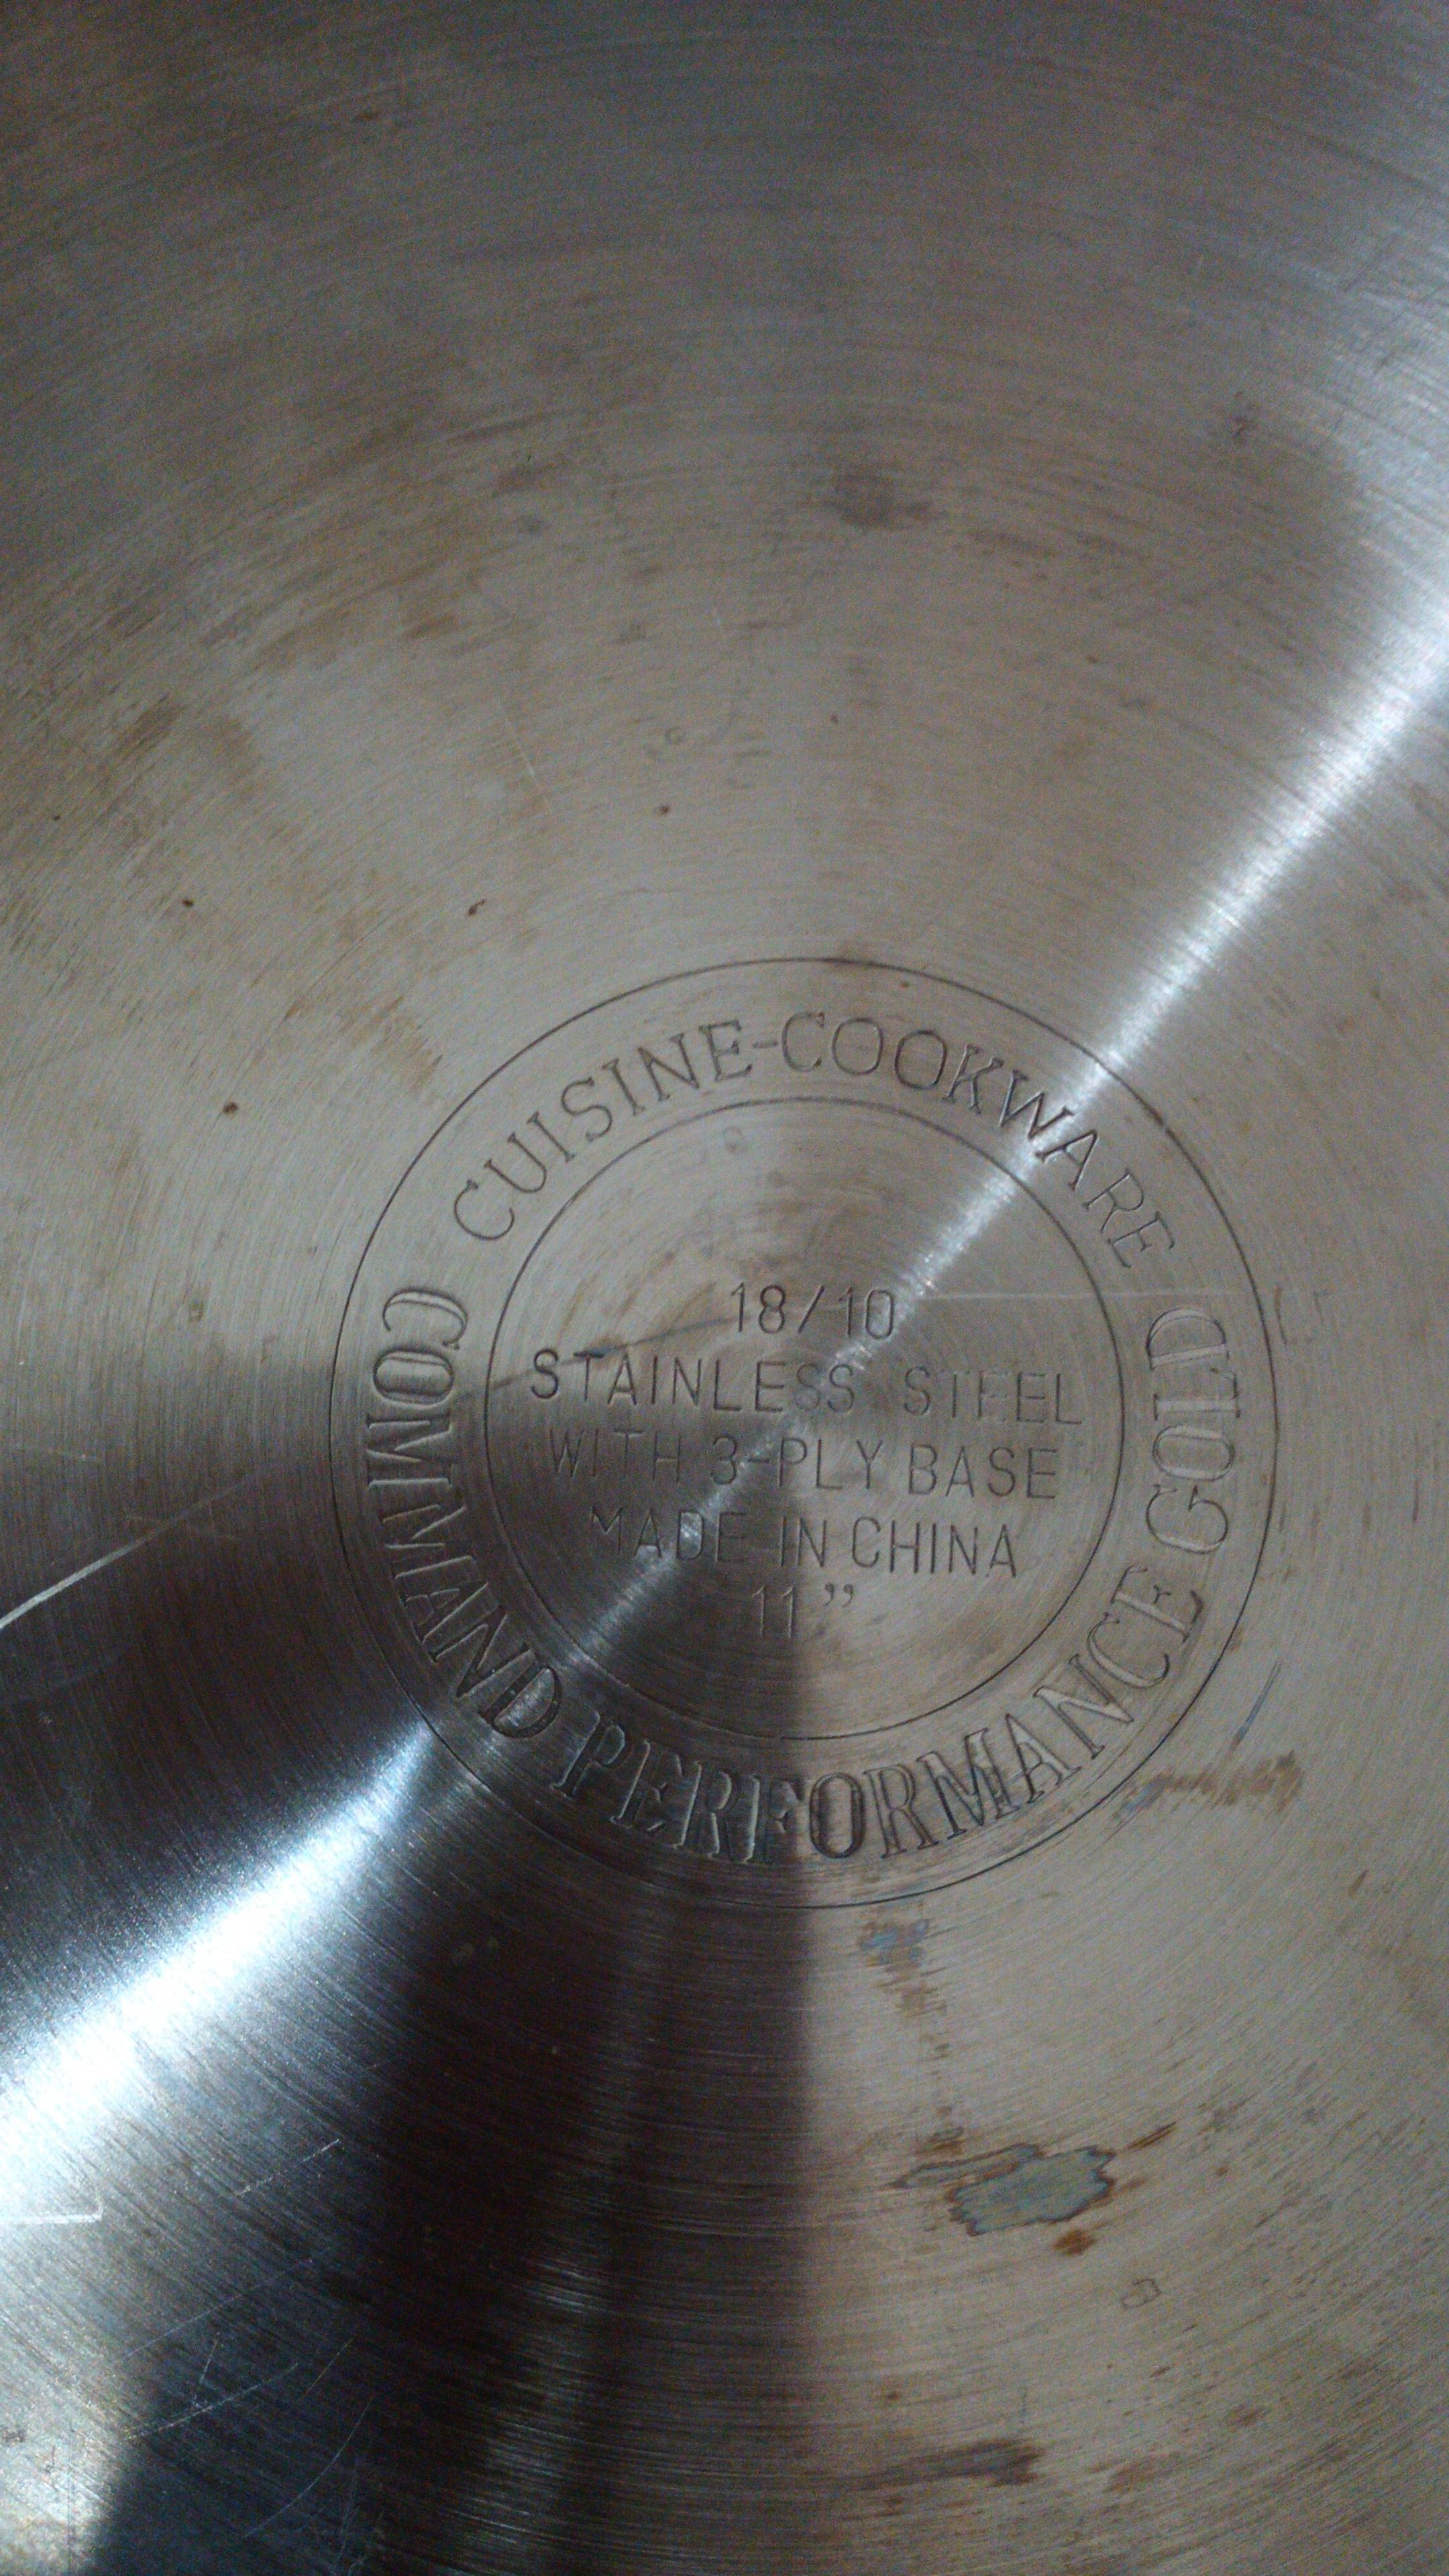 CUISINE-COOKWARE
COMMAND PERFORMANCE GOLD
18/10
STAINLESS STEEL
WITH 3-PLY BASE
MADE IN CHINA
11”